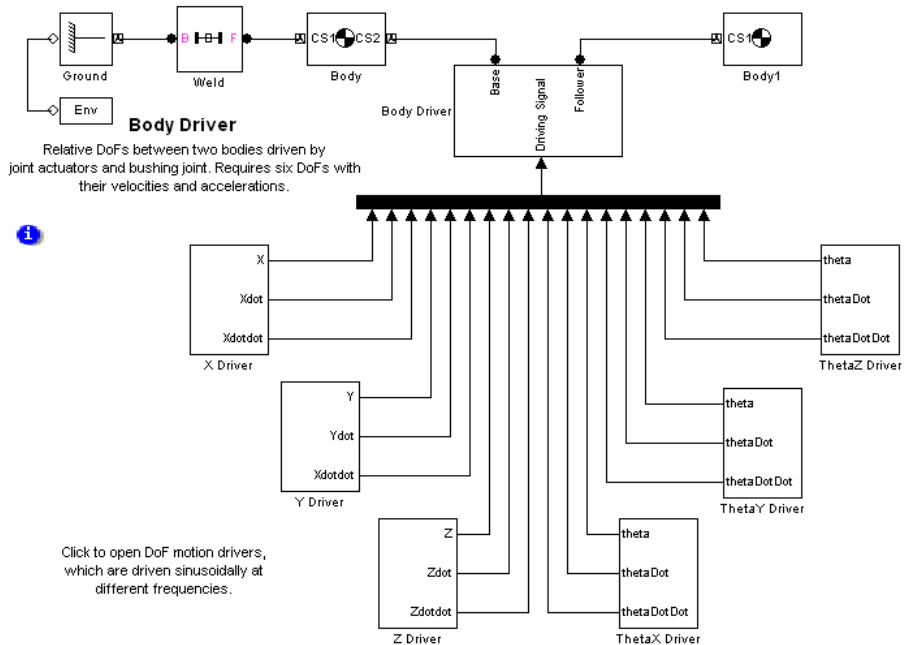 B F
CS1 CS2
CS1
Ground
Weld
Body
Body1
Env
Body Driver
Base
Driving Signal
Follower
Body Driver
Relative DoFs between two bodies driven by
joint actuators and bushing joint. Requires six DoFs with
their velocities and accelerations.
i
X
Xdot
Xdotdot
X Driver
theta
thetaDot
thetaDotDot
ThetaZ Driver
Y
Ydot
Xdotdot
Y Driver
theta
thetaDot
thetaDotDot
ThetaY Driver
Click to open DoF motion drivers,
which are driven sinusoidally at
different frequencies.
Z
Zdot
Zdotdot
Z Driver
theta
thetaDot
thetaDotDot
ThetaX Driver